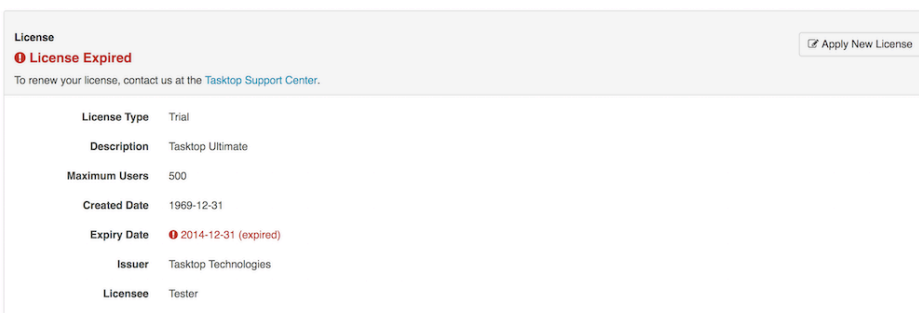 License
License Expired
Apply New License
To renew your license, contact us at the Tasktop Support Center.
License Type Trial
Description Tasktop Ultimate
Maximum Users 500
Created Date 1969-12-31
Expiry Date 2014-12-31 (expired)
Issuer Tasktop Technologies
Licensee Tester